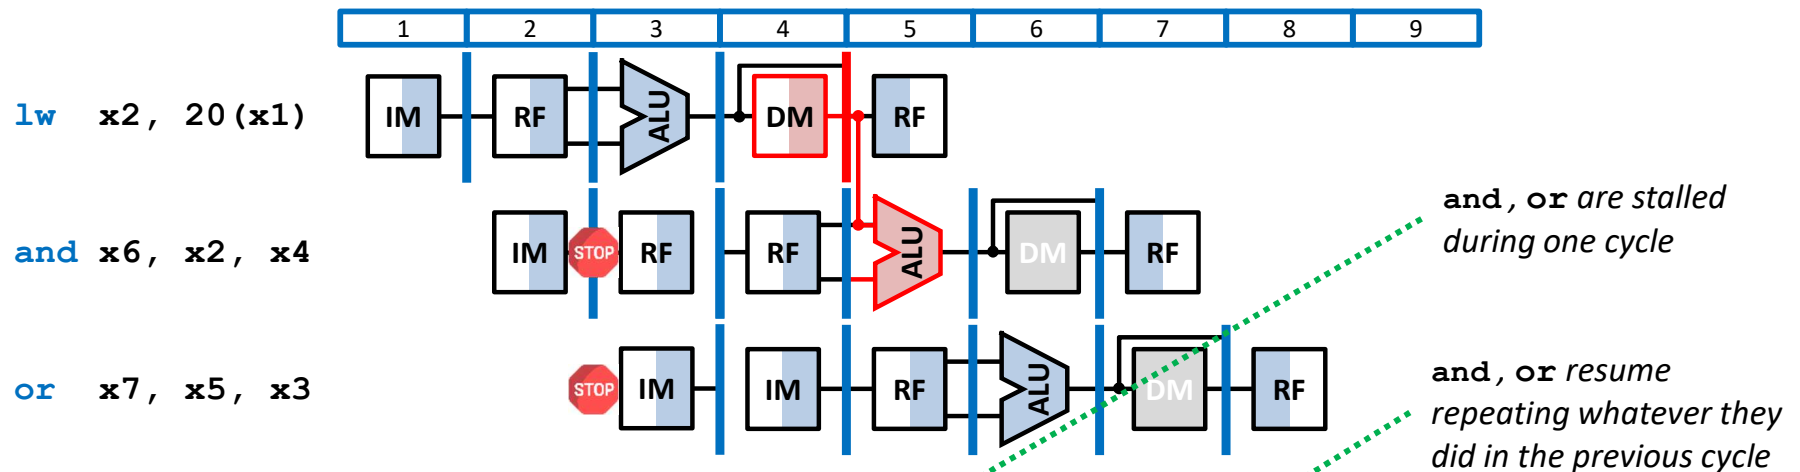 1 2 3 4 5 6 7 8 9
lw x2, 20(x1) IM RF ALU DM RF
and x6, x2, x4 IM STOP RF RF ALU DM RF
or x7, x5, x3 STOP IM IM RF ALU DM RF
and, or are stalled
during one cycle
and, or resume
repeating whatever they
did in the previous cycle